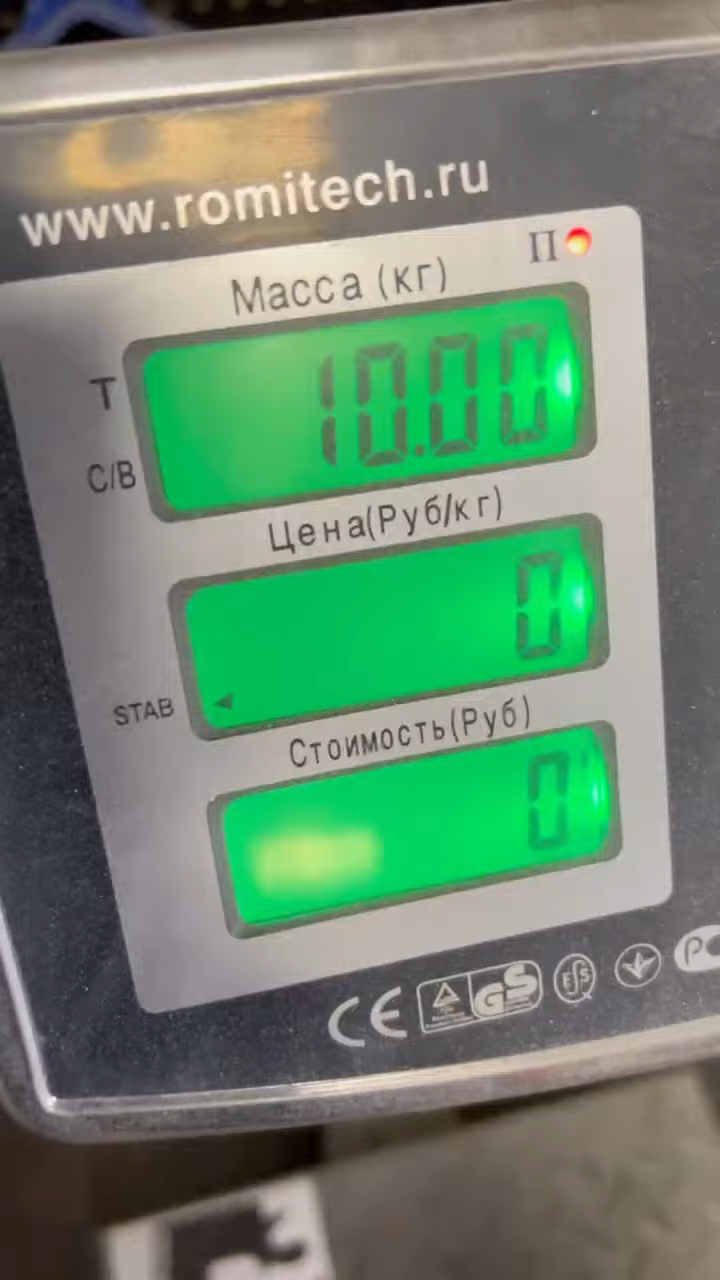 www.romitech.ru
П
Масса (кг)
Т
10.00
С/В
Цена(Руб/кг)
0
STAB
Стоимость(Руб)
0
CE
GS